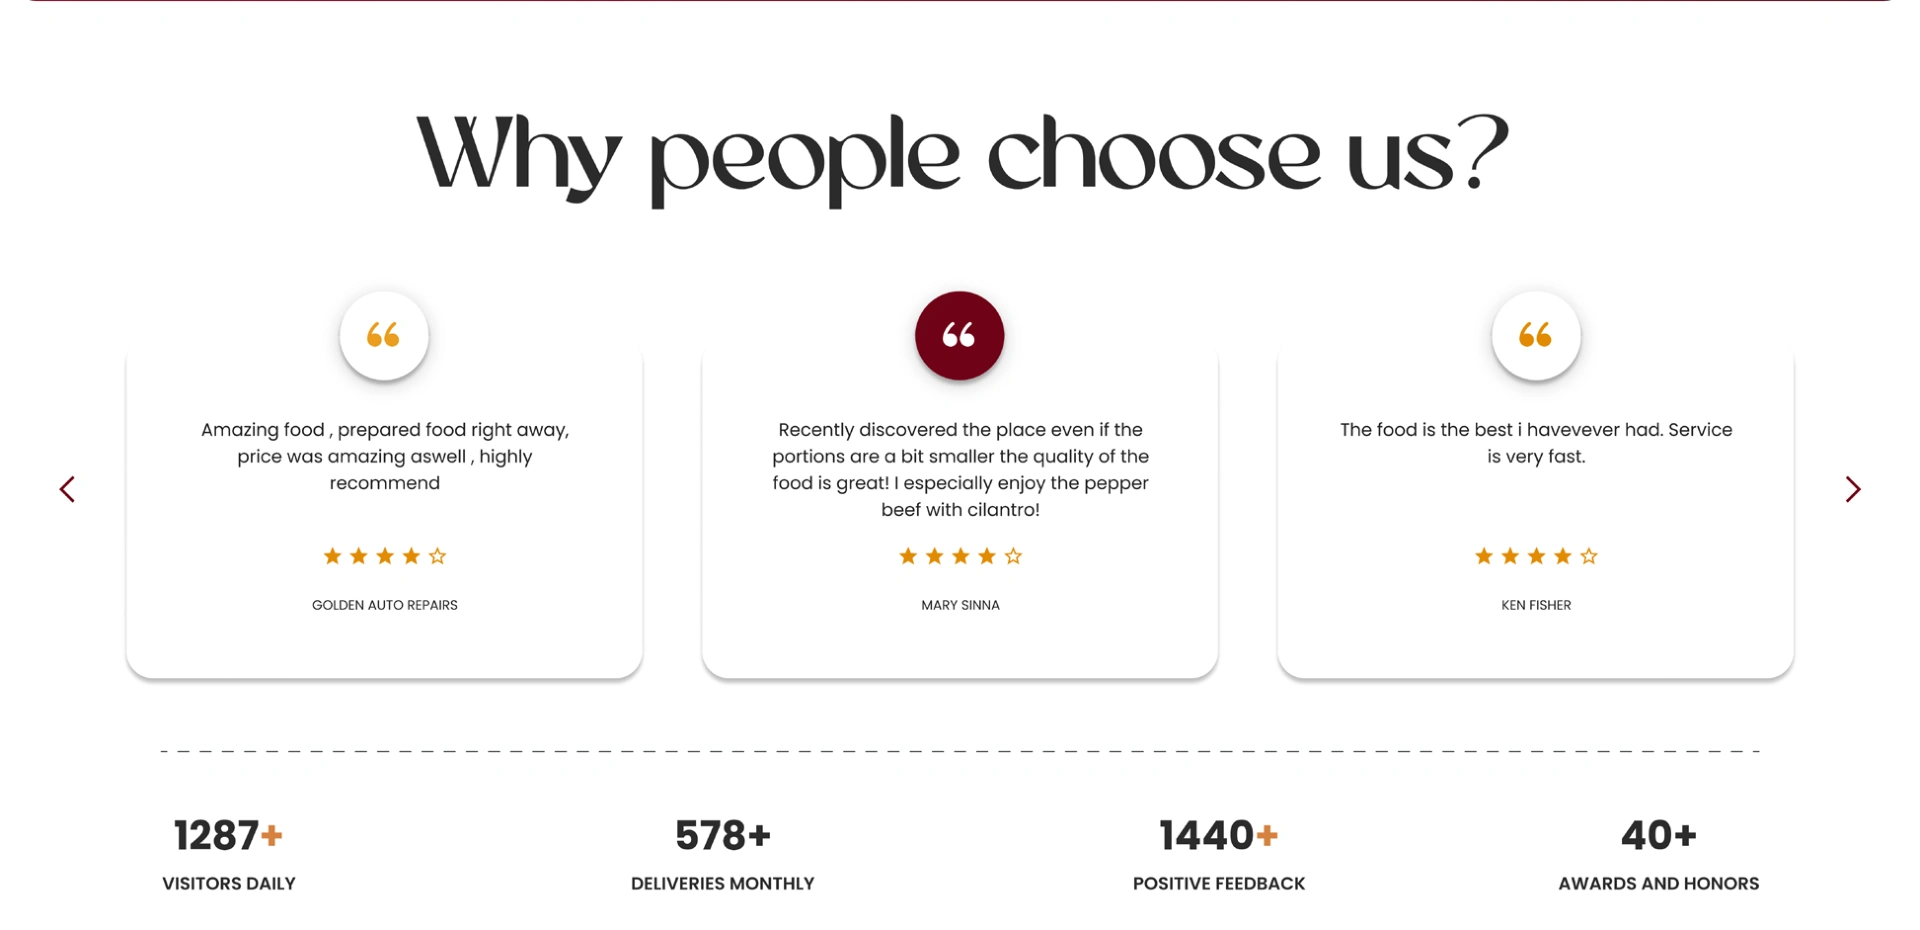 Why people choose us?
Amazing food , prepared food right away,
price was amazing aswell , highly
recommend
GOLDEN AUTO REPAIRS
Recently discovered the place even if the
portions are a bit smaller the quality of the
food is great! I especially enjoy the pepper
beef with cilantro!
MARY SINNA
The food is the best i havevever had. Service
is very fast.
KEN FISHER
1287+
VISITORS DAILY
578+
DELIVERIES MONTHLY
1440+
POSITIVE FEEDBACK
40+
AWARDS AND HONORS